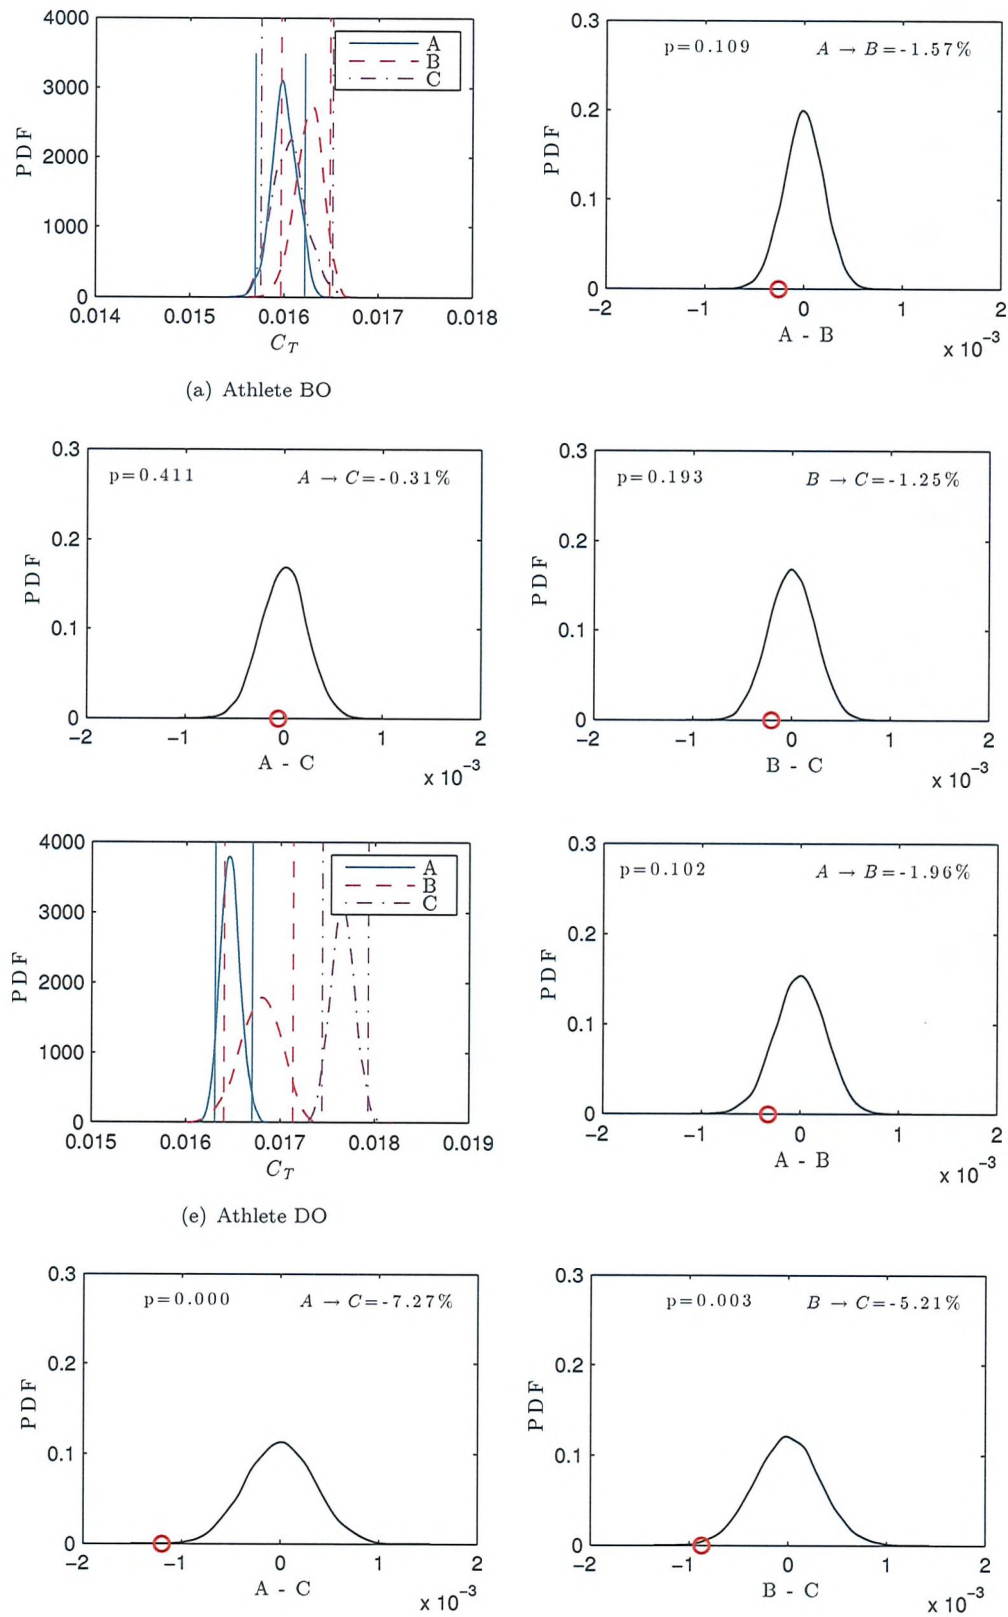 4000
3000
2000
1000
0
PDF
0.014 0.015 0.016 0.017 0.018
C_T
A
B
C
(a) Athlete BO
p=0.109 A → B=-1.57%
0.3
0.2
0.1
0
PDF
−2 −1 0 1 2
A - B
x 10⁻³
p=0.411 A → C=-0.31%
0.3
0.2
0.1
0
PDF
−2 −1 0 1 2
A - C
x 10⁻³
p=0.193 B → C=-1.25%
0.3
0.2
0.1
0
PDF
−2 −1 0 1 2
B - C
x 10⁻³
4000
3000
2000
1000
0
PDF
0.015 0.016 0.017 0.018 0.019
C_T
A
B
C
(e) Athlete DO
p=0.102 A → B=-1.96%
0.3
0.2
0.1
0
PDF
−2 −1 0 1 2
A - B
x 10⁻³
p=0.000 A → C=-7.27%
0.3
0.2
0.1
0
PDF
−2 −1 0 1 2
A - C
x 10⁻³
p=0.003 B → C=-5.21%
0.3
0.2
0.1
0
PDF
−2 −1 0 1 2
B - C
x 10⁻³